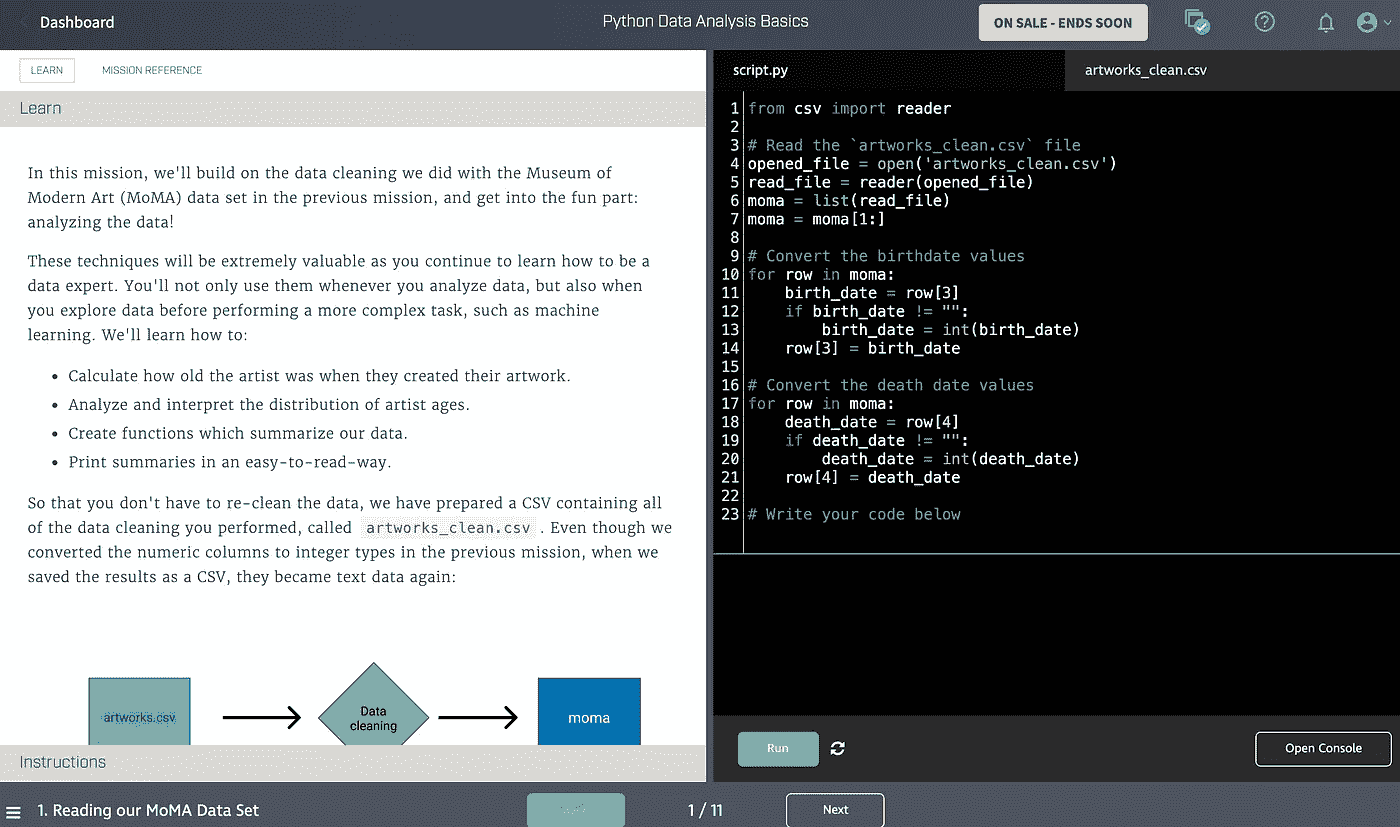 Dashboard
Python Data Analysis Basics
ON SALE - ENDS SOON
LEARN
MISSION REFERENCE
Learn
In this mission, we'll build on the data cleaning we did with the Museum of
Modern Art (MoMA) data set in the previous mission, and get into the fun part:
analyzing the data!
These techniques will be extremely valuable as you continue to learn how to be a
data expert. You'll not only use them whenever you analyze data, but also when
you explore data before performing a more complex task, such as machine
learning. We'll learn how to:
• Calculate how old the artist was when they created their artwork.
• Analyze and interpret the distribution of artist ages.
• Create functions which summarize our data.
• Print summaries in an easy-to-read-way.
So that you don't have to re-clean the data, we have prepared a CSV containing all
of the data cleaning you performed, called artworks_clean.csv . Even though we
converted the numeric columns to integer types in the previous mission, when we
saved the results as a CSV, they became text data again:
artworks.csv
Data
cleaning
moma
Instructions
script.py
artworks_clean.csv
1 from csv import reader
2
3 # Read the `artworks_clean.csv` file
4 opened_file = open('artworks_clean.csv')
5 read_file = reader(opened_file)
6 moma = list(read_file)
7 moma = moma[1:]
8
9 # Convert the birthdate values
10 for row in moma:
11     birth_date = row[3]
12     if birth_date != "":
13         birth_date = int(birth_date)
14     row[3] = birth_date
15
16 # Convert the death date values
17 for row in moma:
18     death_date = row[4]
19     if death_date != "":
20         death_date = int(death_date)
21     row[4] = death_date
22
23 # Write your code below
Run
Open Console
1. Reading our MoMA Data Set
1 / 11
Next